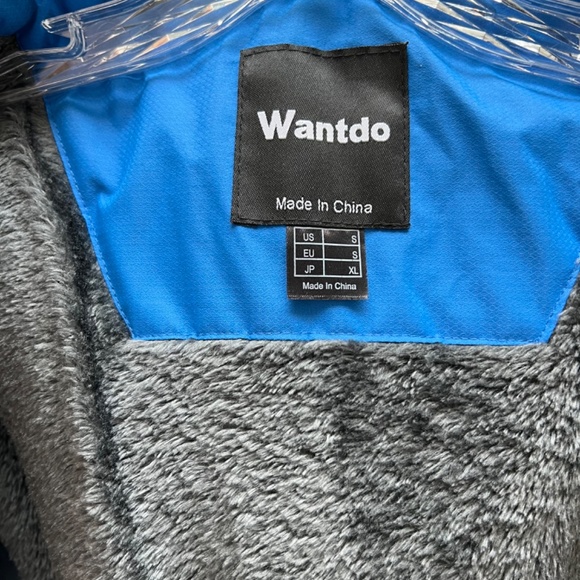 Wantdo
Made In China
US S
EU S
JP XL
Made In China